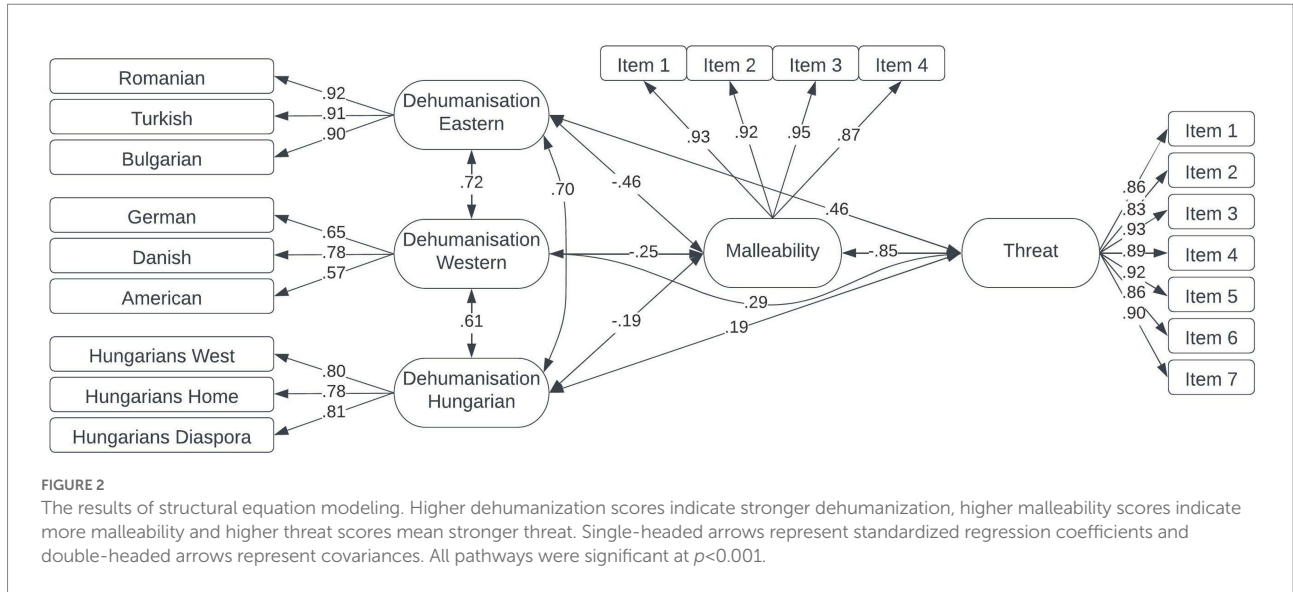 Romanian
Turkish
Bulgarian
.92
.91
.90
Dehumanisation
Eastern
German
Danish
American
.65
.78
.57
Dehumanisation
Western
Hungarians West
Hungarians Home
Hungarians Diaspora
.80
.78
.81
Dehumanisation
Hungarian
.72
.61
.70
Item 1
Item 2
Item 3
Item 4
.93
.92
.95
.87
-.46
-.25
-.19
Malleability
.46
-.85
.29
.19
Threat
.86
.83
.93
.89
.92
.86
.90
Item 1
Item 2
Item 3
Item 4
Item 5
Item 6
Item 7
FIGURE 2
The results of structural equation modeling. Higher dehumanization scores indicate stronger dehumanization, higher malleability scores indicate
more malleability and higher threat scores mean stronger threat. Single-headed arrows represent standardized regression coefficients and
double-headed arrows represent covariances. All pathways were significant at p<0.001.